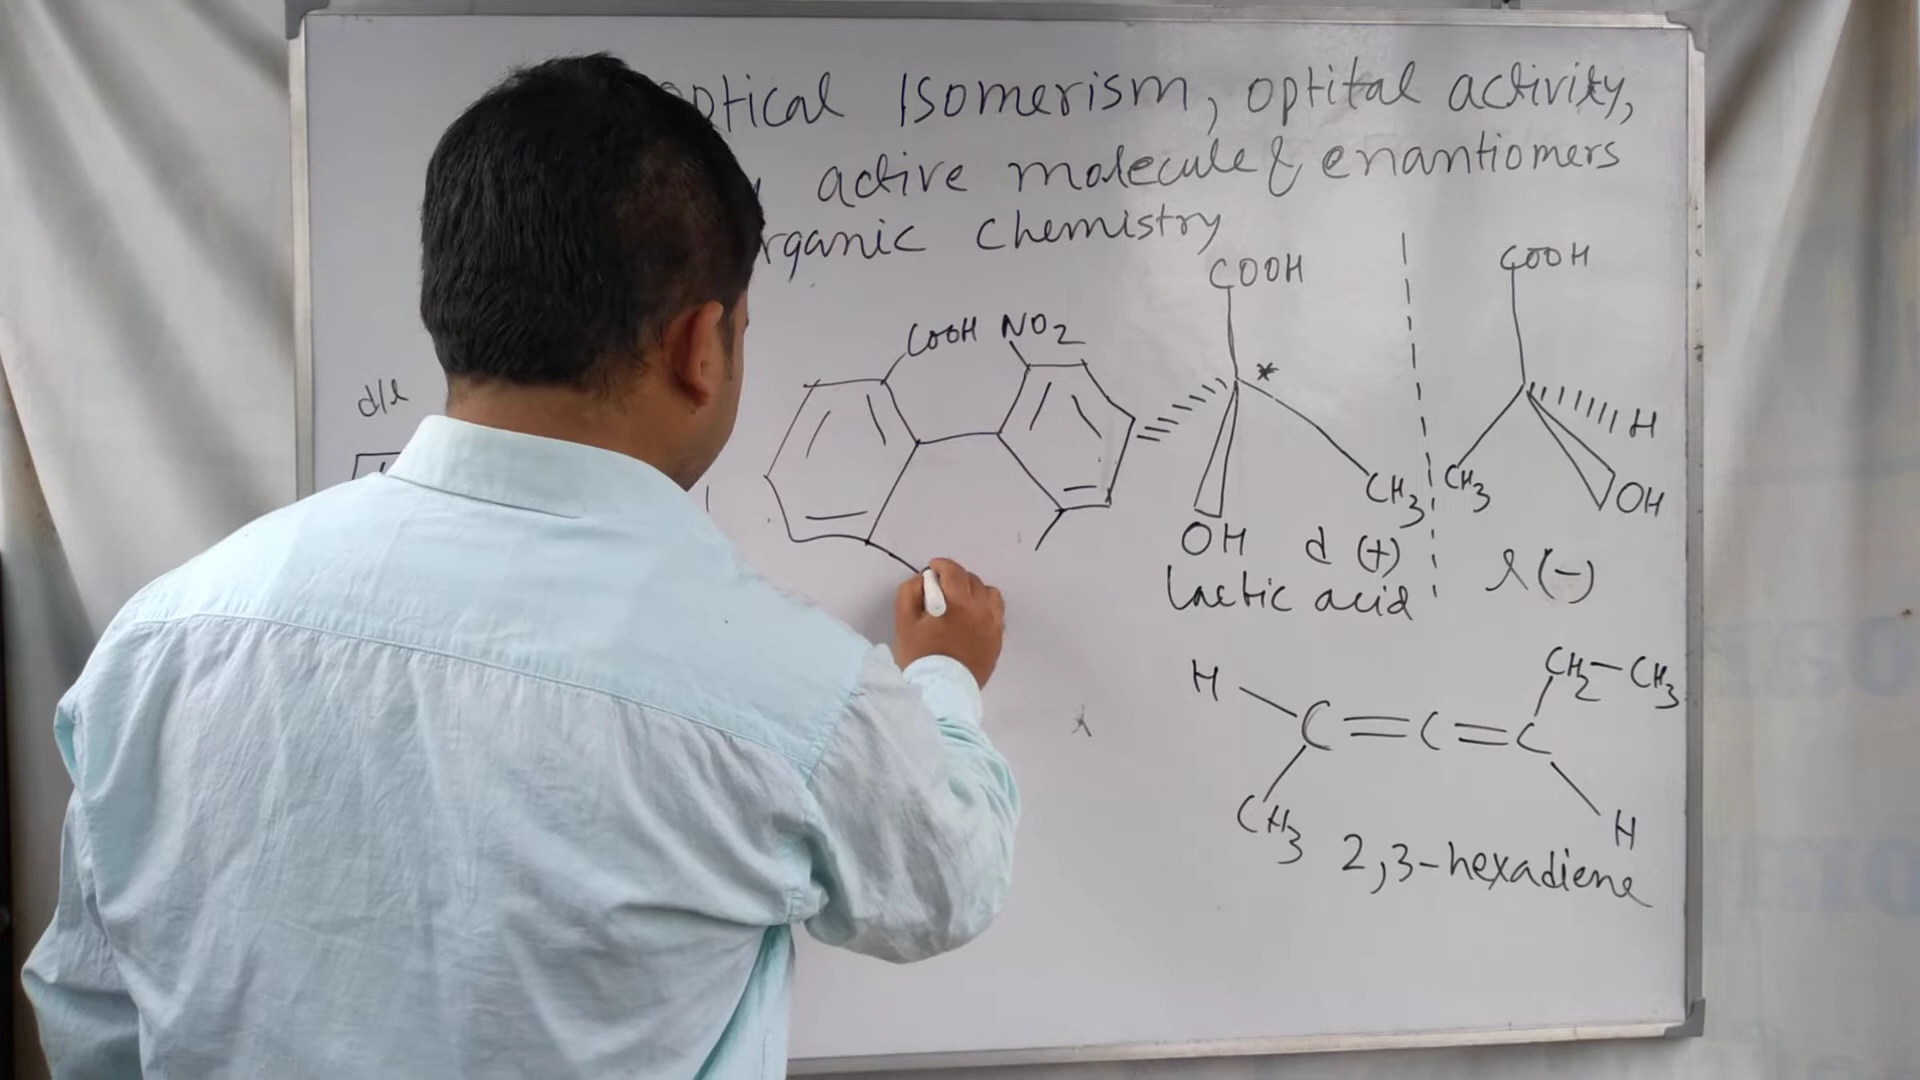 optical Isomerism, optital activity,
active molecule & enantiomers
rganic chemistry
COOH
COOH
COOH NO2
*
d/l
H
CH3
CH3
OH
OH
d (+)
l (-)
Lactic acid
H
CH2-CH3
C=C=C
CH3
H
2,3-hexadiene